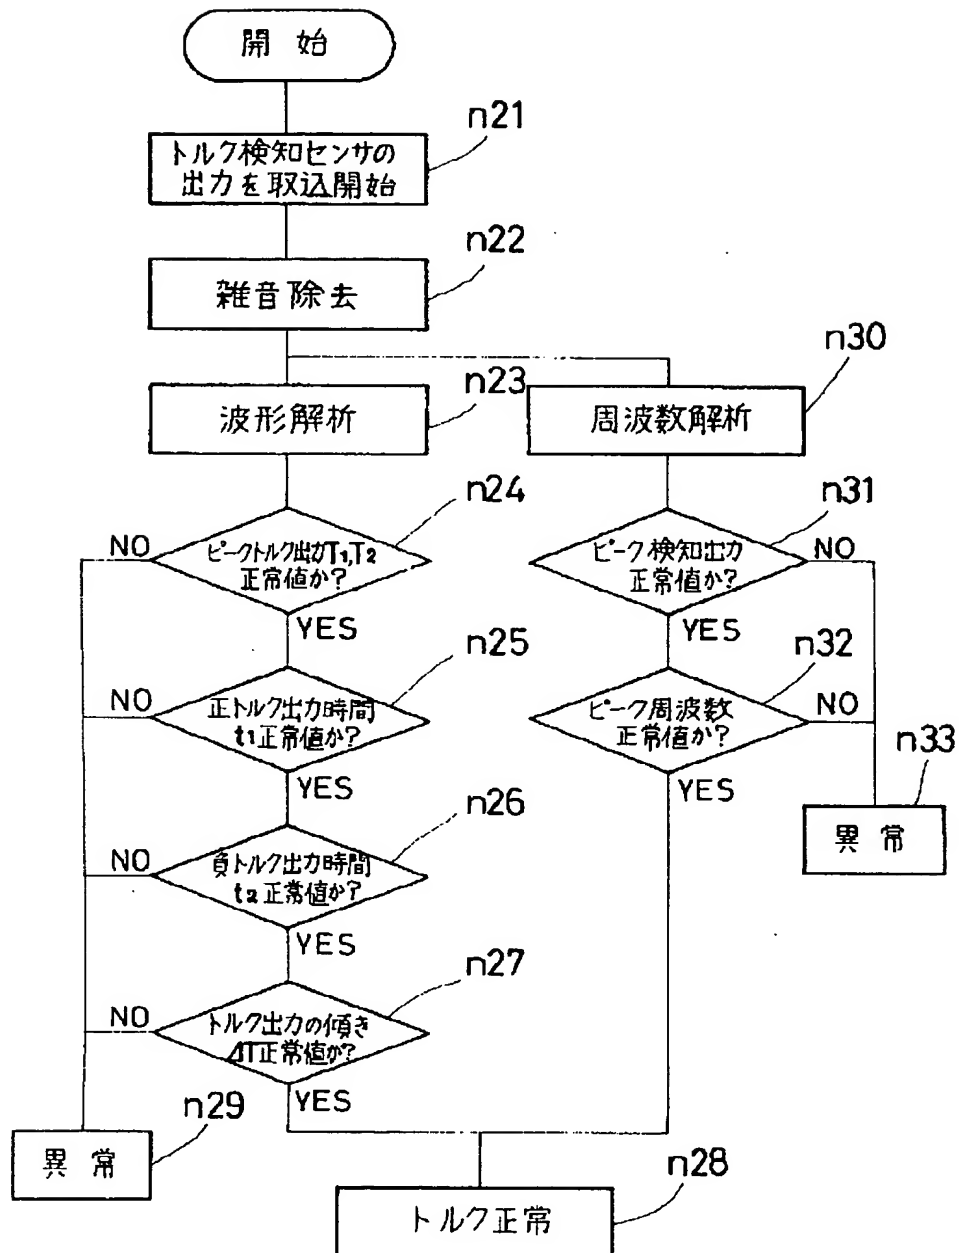 開始
n21
トルク検知センサの
出力を取込開始
n22
雑音除去
n23
波形解析
n30
周波数解析
n24
NO
ピークトルク出力T1,T2
正常値か?
YES
n31
ピーク検知出力
正常値か?
NO
YES
n25
NO
正トルク出力時間
t1正常値か?
YES
n32
ピーク周波数
正常値か?
NO
YES
n33
異常
n26
NO
負トルク出力時間
t2正常値か?
YES
n27
NO
トルク出力の傾き
ΔT正常値か?
YES
n29
異常
n28
トルク正常